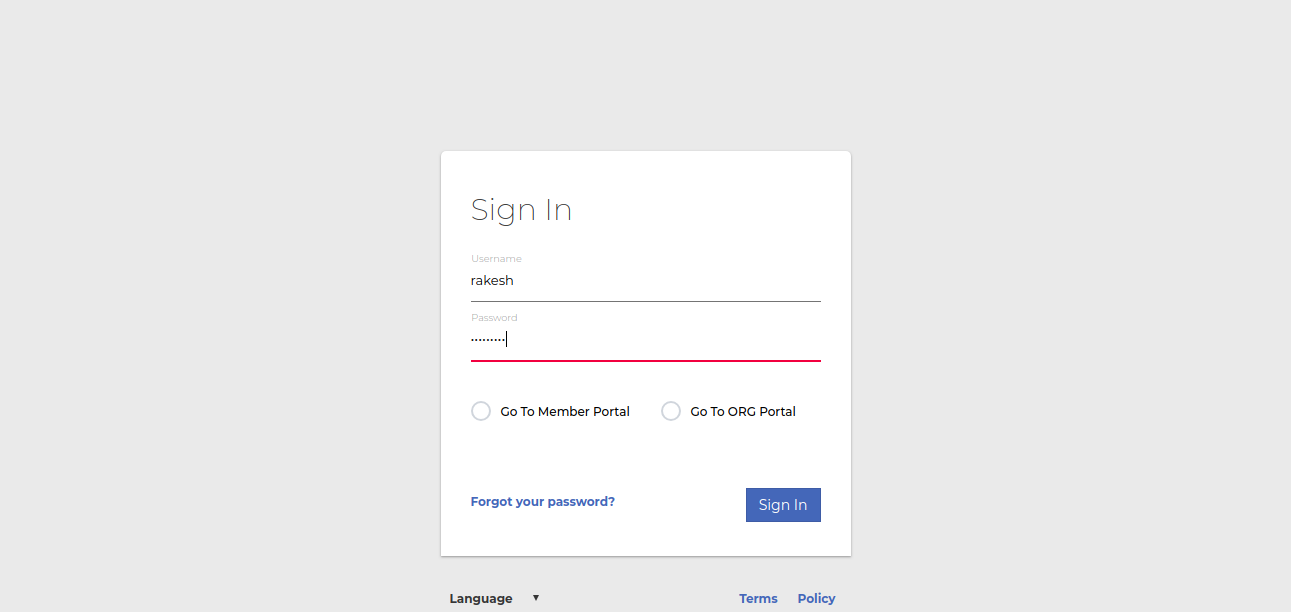 Sign In
Username
rakesh
Password
•••••••••
Go To Member Portal Go To ORG Portal
Forgot your password? Sign In
Language ▼ Terms Policy